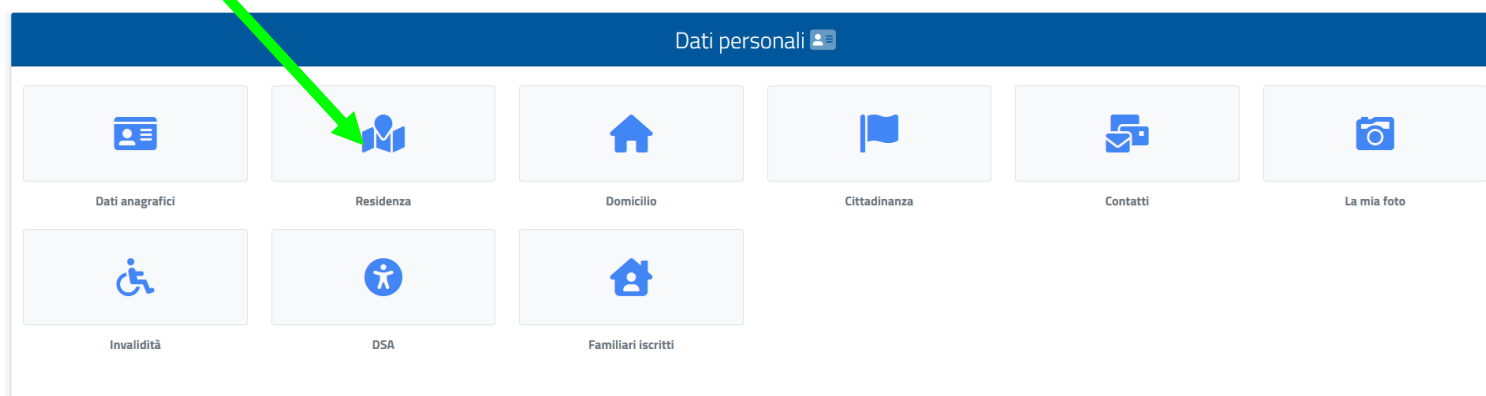 Dati personali
Dati anagrafici
Residenza
Domicilio
Cittadinanza
Contatti
La mia foto
Invalidità
DSA
Familiari iscritti